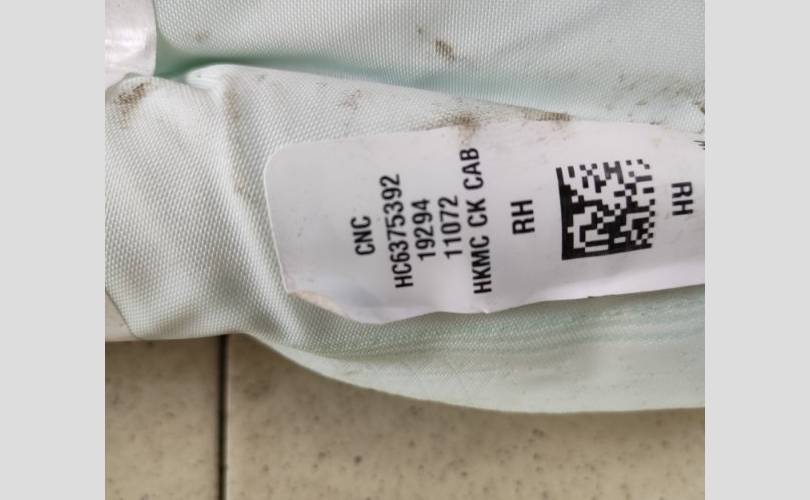 CNC
HC6375392
19294
11072
HKMC CK CAB
RH
RH